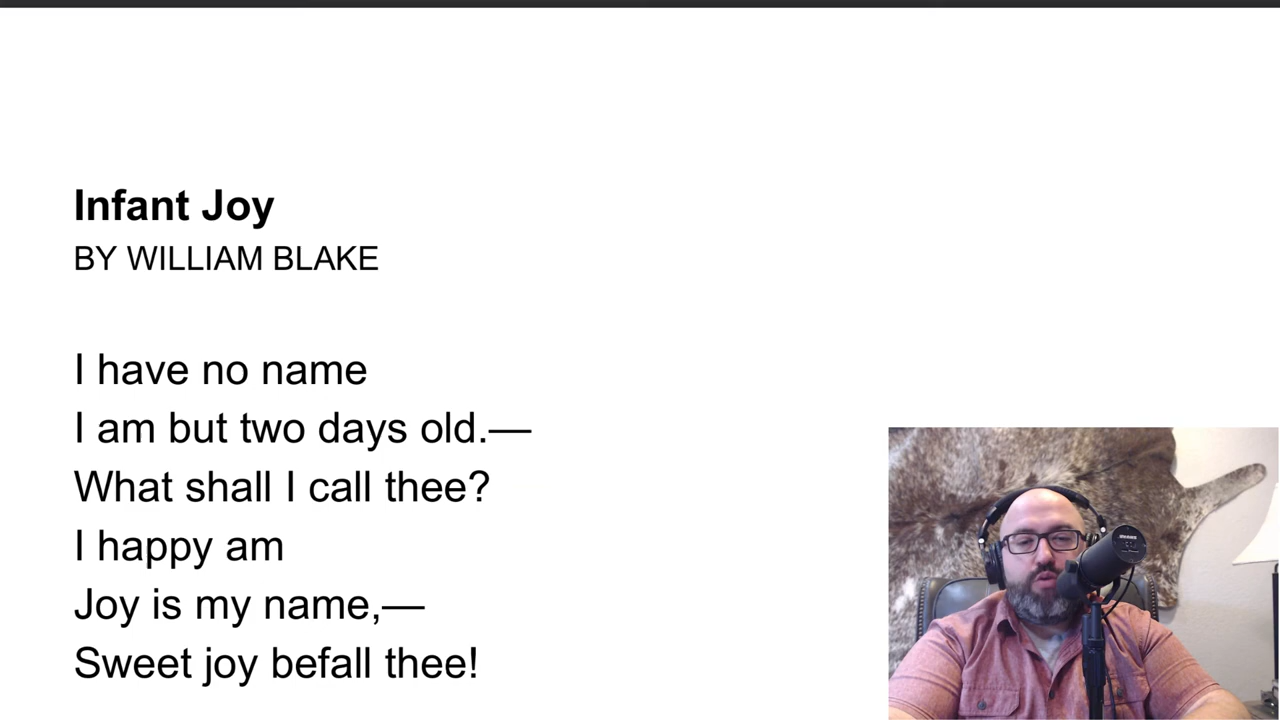 Infant Joy
BY WILLIAM BLAKE
I have no name
I am but two days old.—
What shall I call thee?
I happy am
Joy is my name,—
Sweet joy befall thee!